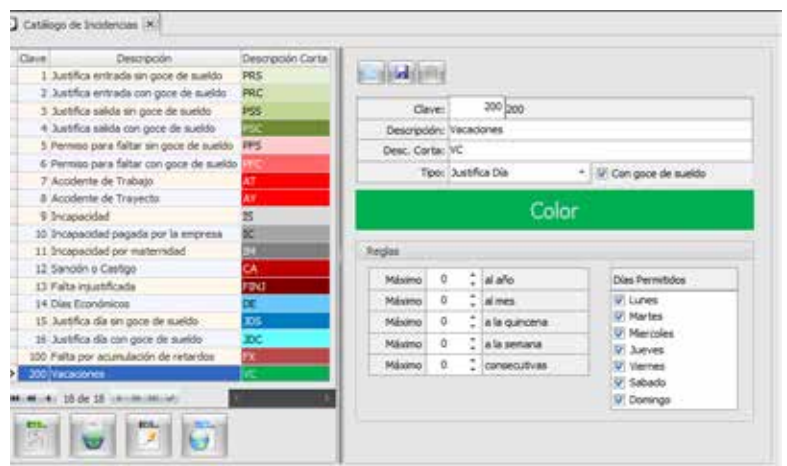 Catálogo de Incidencias
Clave Descripción Descripción Corta
1 Justifica entrada sin goce de sueldo PRS
2 Justifica entrada con goce de sueldo PRC
3 Justifica salida sin goce de sueldo PSS
4 Justifica salida con goce de sueldo PSC
5 Permiso para faltar sin goce de sueldo PPS
6 Permiso para faltar con goce de sueldo PFC
7 Accidente de Trabajo AT
8 Accidente de Trayecto AY
9 Incapacidad IS
10 Incapacidad pagada por la empresa IC
11 Incapacidad por maternidad IM
12 Sanción o Castigo CA
13 Falta injustificada FINJ
14 Días Económicos DE
15 Justifica día sin goce de sueldo JDS
16 Justifica día con goce de sueldo JDC
100 Falta por acumulación de retardos FX
200 Vacaciones VC
18 de 18
Clave: 200 200
Descripción: Vacaciones
Desc. Corta: VC
Tipo: Justifica Día Con goce de sueldo
Color
Reglas
Máximo 0 al año
Máximo 0 al mes
Máximo 0 a la quincena
Máximo 0 a la semana
Máximo 0 consecutivas
Días Permitidos
Lunes
Martes
Miercoles
Jueves
Viernes
Sabado
Domingo